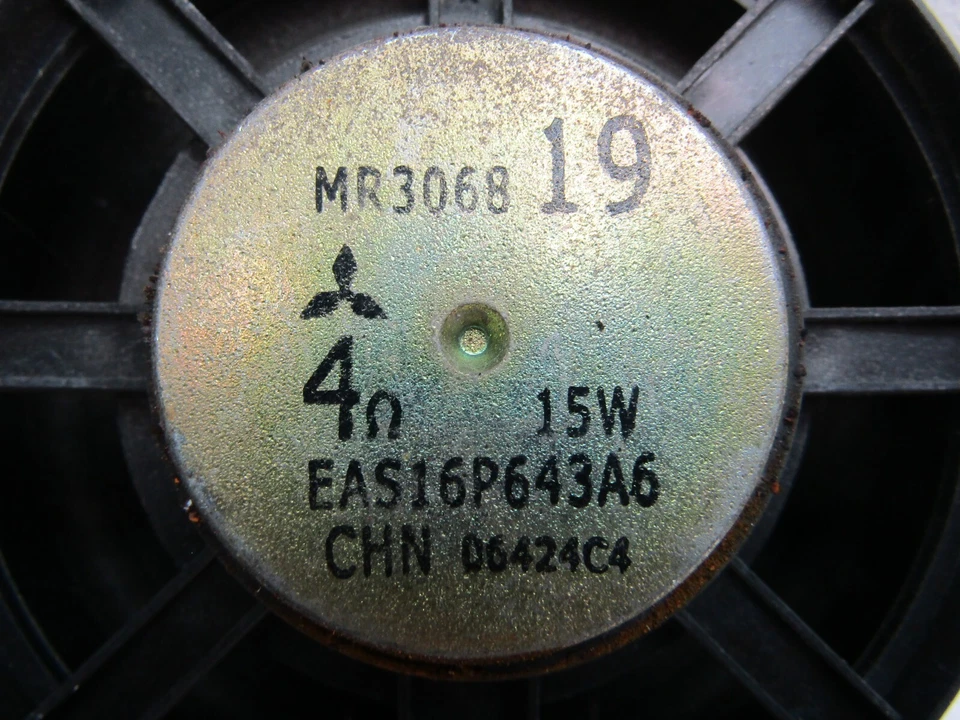 MR3068 19
4Ω 15W
EAS16P643A6
CHN 06424C4